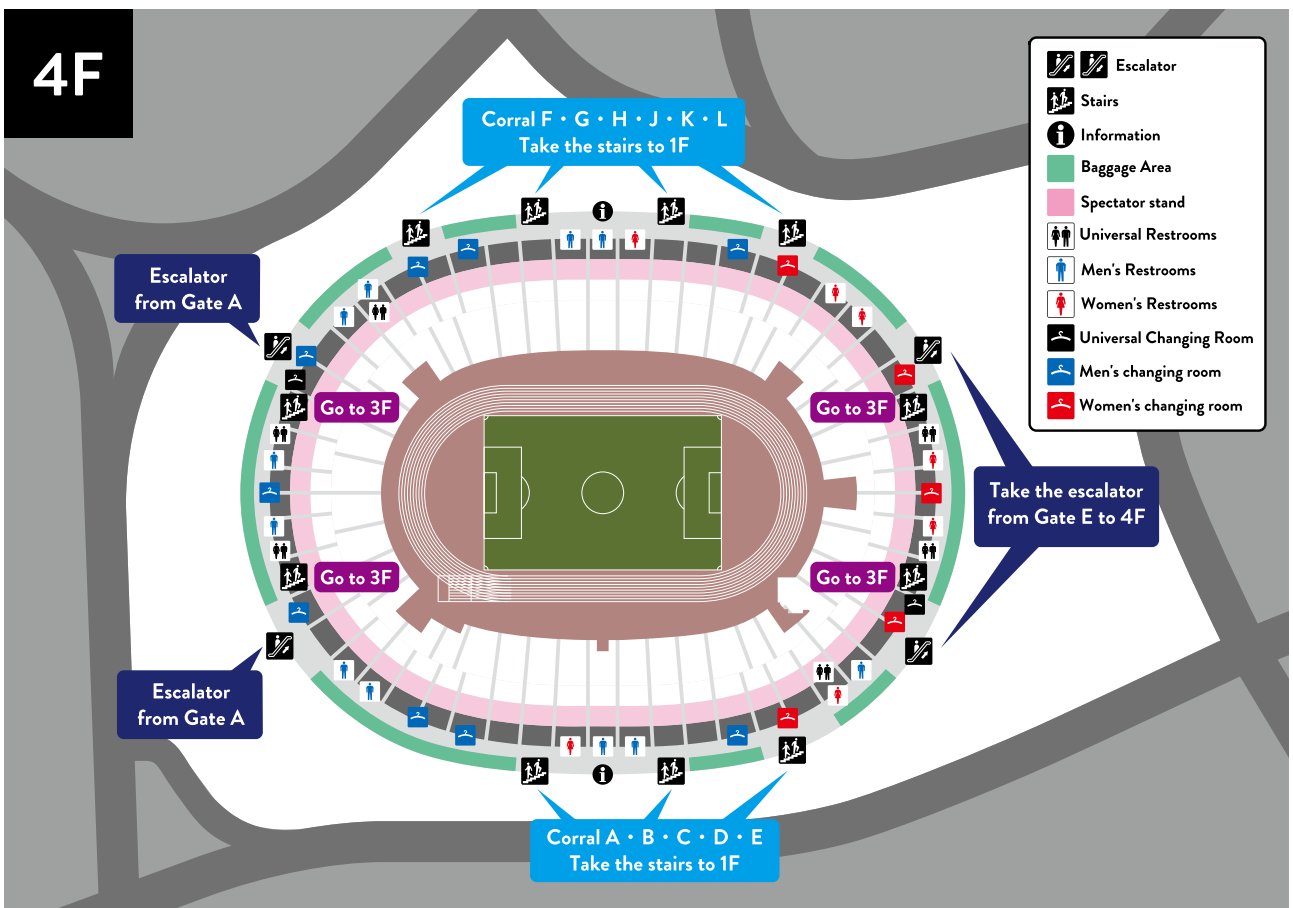 4F
Corral F・G・H・J・K・L
Take the stairs to 1F
Escalator
Stairs
Information
Baggage Area
Spectator stand
Universal Restrooms
Men's Restrooms
Women's Restrooms
Universal Changing Room
Men's changing room
Women's changing room
Escalator
from Gate A
Go to 3F
Go to 3F
Take the escalator
from Gate E to 4F
Go to 3F
Go to 3F
Escalator
from Gate A
Corral A・B・C・D・E
Take the stairs to 1F